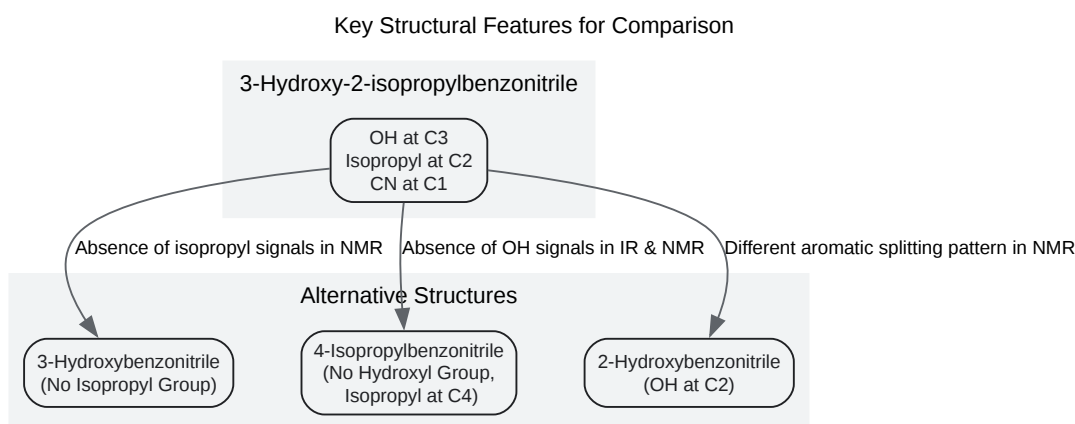 Key Structural Features for Comparison
3-Hydroxy-2-isopropylbenzonitrile
OH at C3
Isopropyl at C2
CN at C1
Absence of isopropyl signals in NMR
Absence of OH signals in IR & NMR
Different aromatic splitting pattern in NMR
Alternative Structures
3-Hydroxybenzonitrile
(No Isopropyl Group)
4-Isopropylbenzonitrile
(No Hydroxyl Group,
Isopropyl at C4)
2-Hydroxybenzonitrile
(OH at C2)